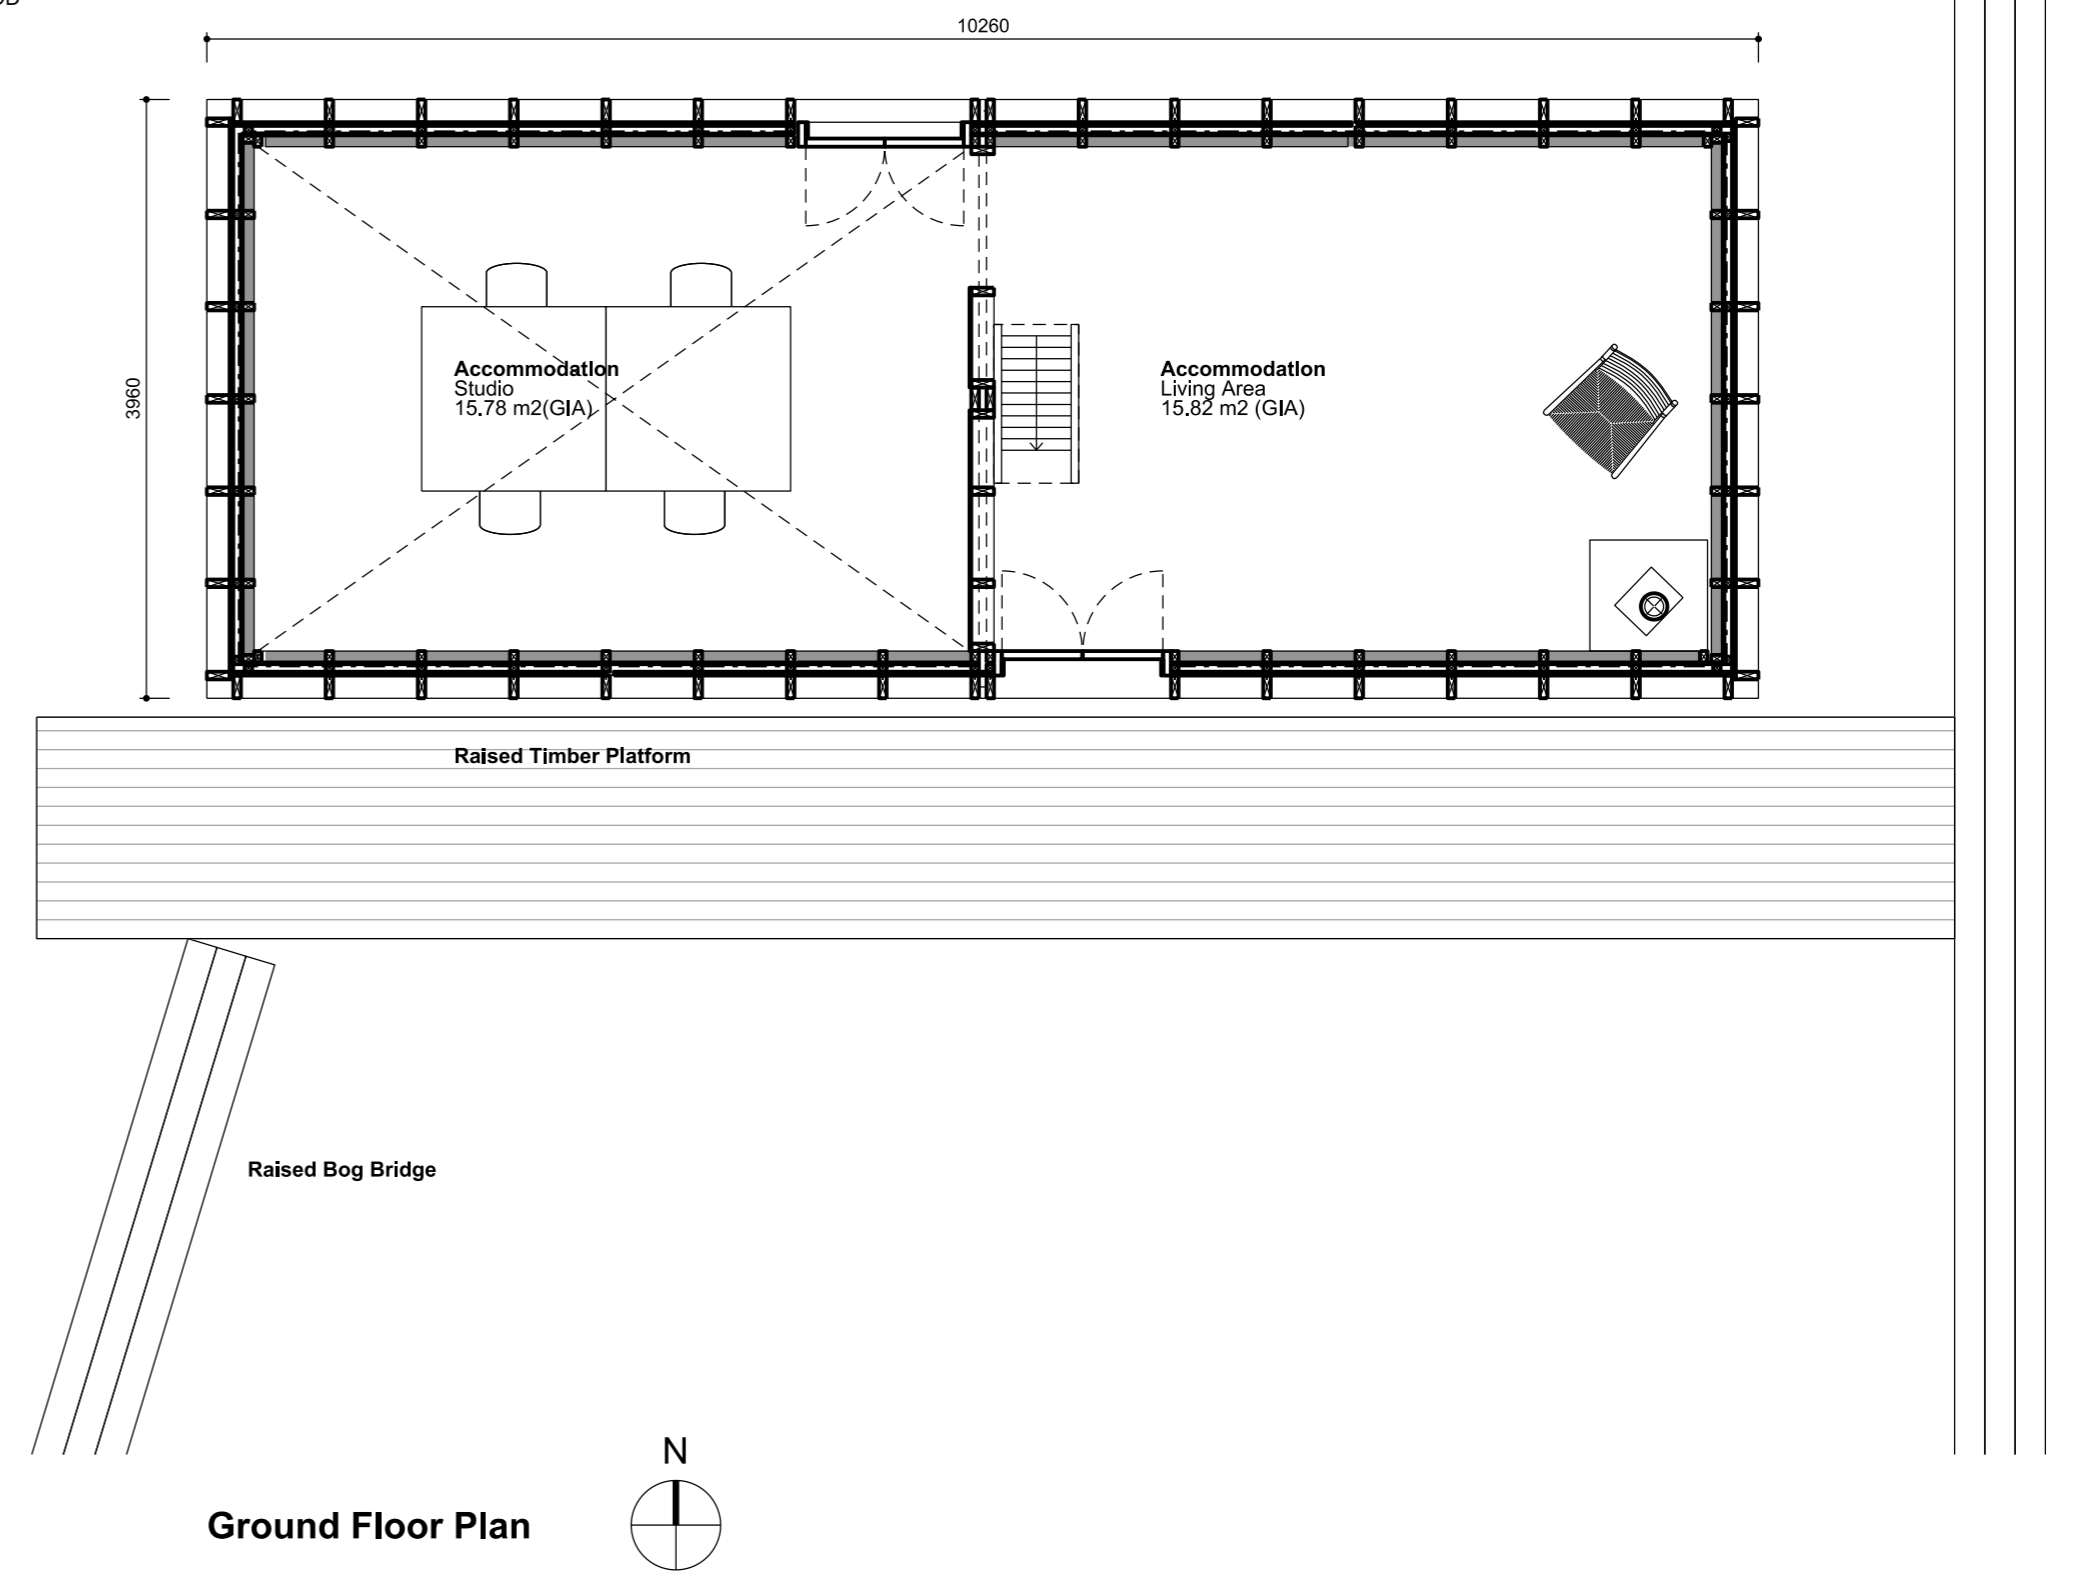 10260
3960
Accommodation
Studio
15.78 m2(GIA)
Accommodation
Living Area
15.82 m2 (GIA)
Raised Timber Platform
Raised Bog Bridge
N
Ground Floor Plan